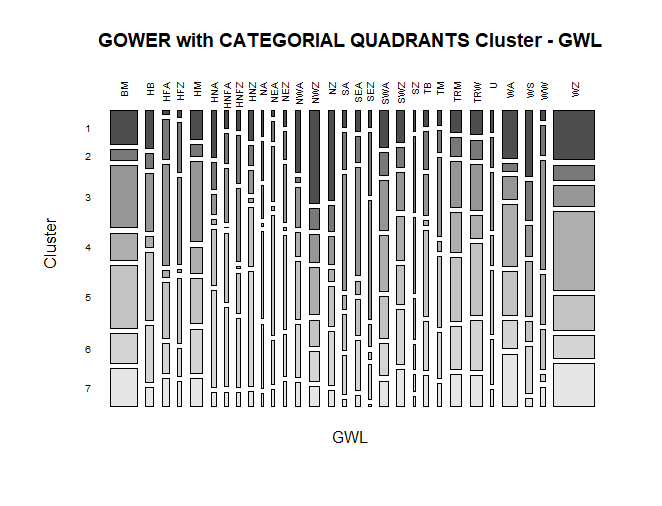 GOWER with CATEGORIAL QUADRANTS Cluster - GWL
BM HB HFA HFZ HM HNA HNFA HNFZ HNZ NA NEA NEZ NWA NWZ NZ SA SEA SEZ SWA SWZ SZ TB TM TRM TRW U WA WS WW WZ
1
2
3
4
5
6
7
Cluster
GWL